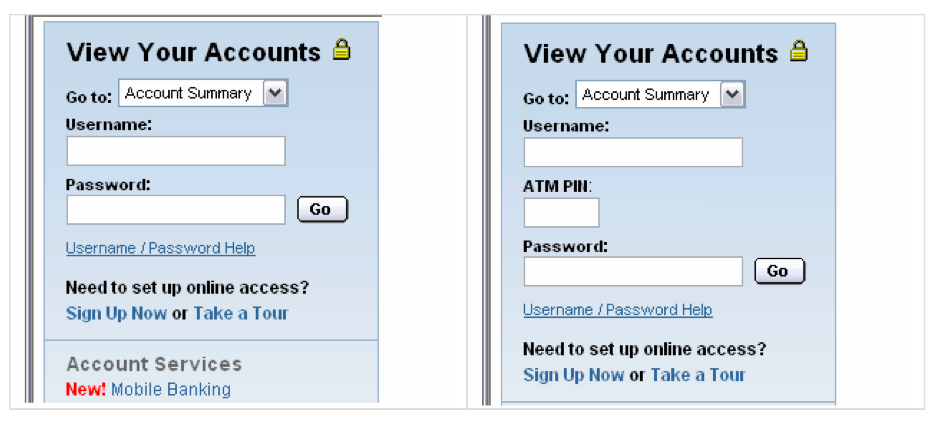 View Your Accounts
Go to: Account Summary
Username:
Password:
Go
Username / Password Help
Need to set up online access?
Sign Up Now or Take a Tour
Account Services
New! Mobile Banking
View Your Accounts
Go to: Account Summary
Username:
ATM PIN:
Password:
Go
Username / Password Help
Need to set up online access?
Sign Up Now or Take a Tour